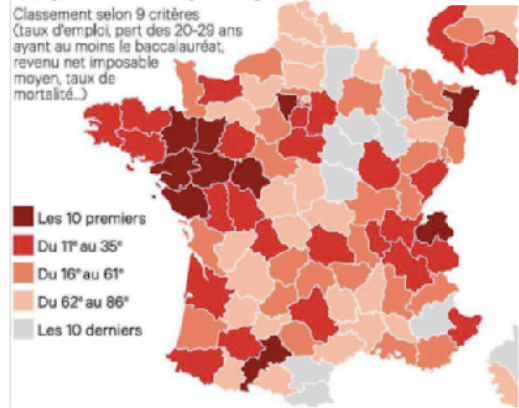 Classement selon 9 critères
(taux d'emploi, part des 20-29 ans
ayant au moins le baccalauréat,
revenu net imposable
moyen, taux de
mortalité...)
Les 10 premiers
Du 11e au 35e
Du 16e au 61e
Du 62e au 86e
Les 10 derniers